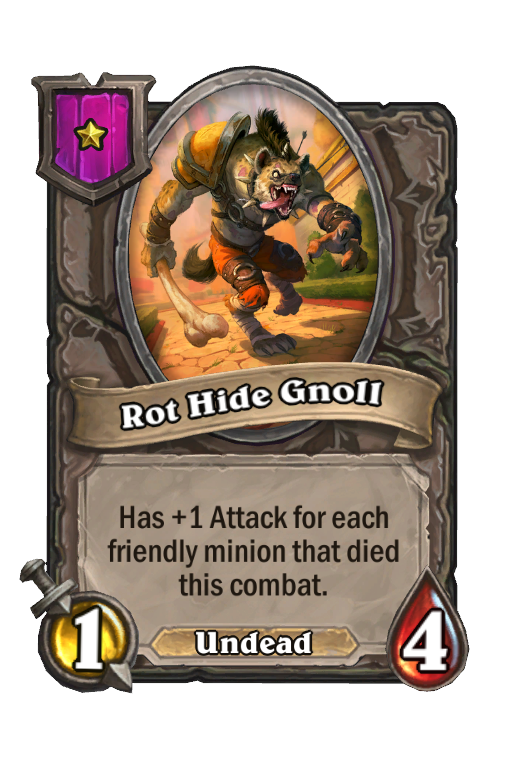 Rot Hide Gnoll
Has +1 Attack for each
friendly minion that died
this combat.
1
Undead
4